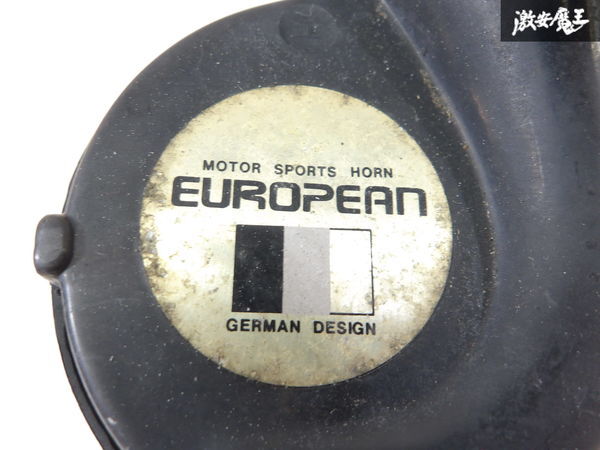 激安魔王
MOTOR SPORTS HORN
EUROPEAN
GERMAN DESIGN